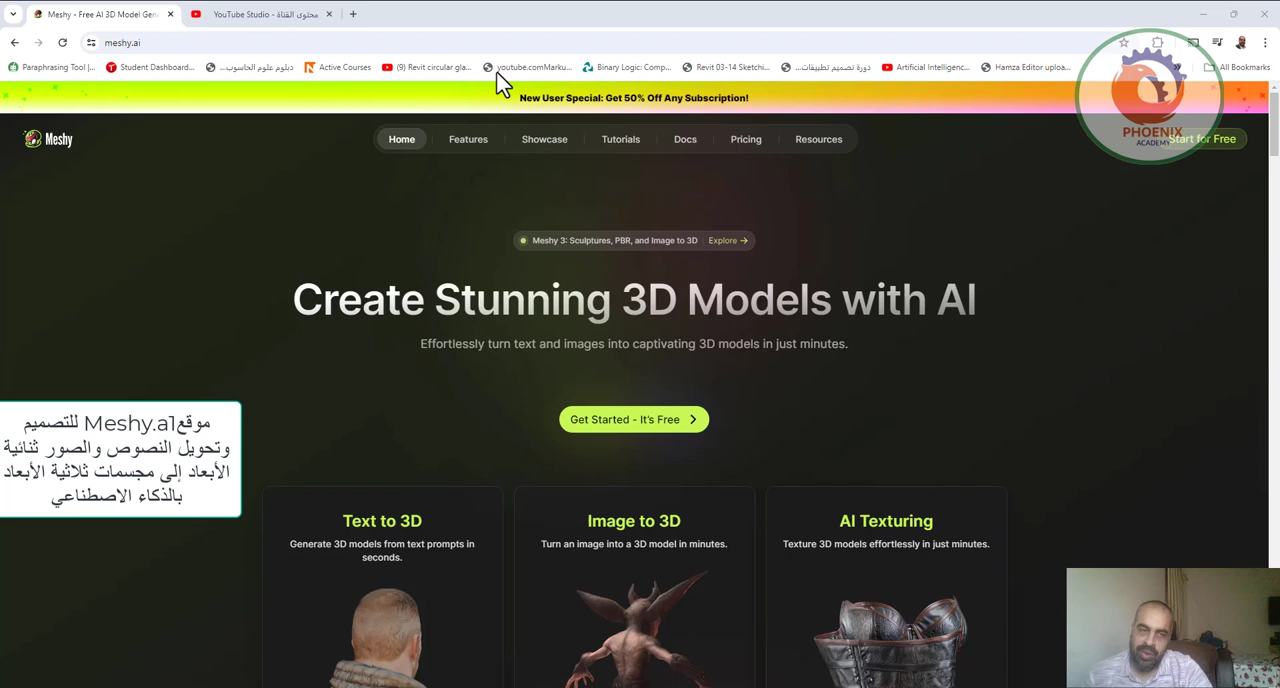 Meshy - Free AI 3D Model Gene
YouTube Studio - محتوى القناة
meshy.ai
Paraphrasing Tool |...
Student Dashboard...
دبلوم علوم الحاسوب...
Active Courses
(9) Revit curtar gla...
youtube.comMarku...
Binary Logic: Comp...
Revit 03-14 Sketchi...
دورة تصميم تطبيقات...
Artificial Intelligenc...
Hamza Editor uploa...
All Bookmarks
New User Special: Get 50% Off Any Subscription!
Meshy
Home
Features
Showcase
Tutorials
Docs
Pricing
Resources
Start for Free
PHOENIX
ACADEMY
Meshy 3: Sculptures, PBR, and Image to 3D
Explore →
Create Stunning 3D Models with AI
Effortlessly turn text and images into captivating 3D models in just minutes.
Get Started - It's Free
موقع Meshy.a1 للتصميم
وتحويل النصوص والصور ثنائية
الأبعاد إلى مجسمات ثلاثية الأبعاد
بالذكاء الاصطناعي
Text to 3D
Generate 3D models from text prompts in
seconds.
Image to 3D
Turn an image into a 3D model in minutes.
AI Texturing
Texture 3D models effortlessly in just minutes.